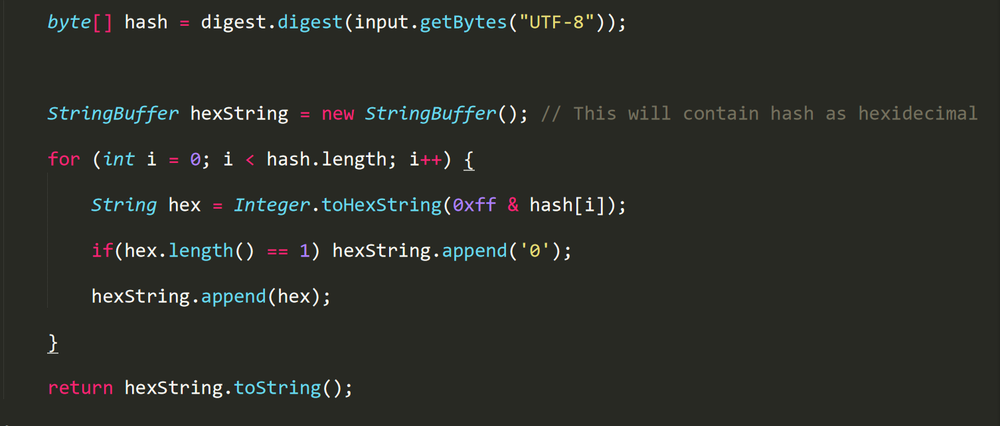 byte[] hash = digest.digest(input.getBytes("UTF-8"));
StringBuffer hexString = new StringBuffer(); // This will contain hash as hexidecimal
for (int i = 0; i < hash.length; i++) {
String hex = Integer.toHexString(0xff & hash[i]);
if(hex.length() == 1) hexString.append('0');
hexString.append(hex);
}
return hexString.toString();